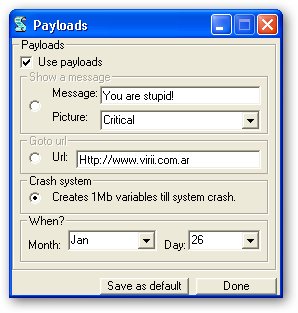 Payloads
Payloads
Use payloads
Show a message
Message: You are stupid!
Picture: Critical
Goto url
Url: Http://www.virii.com.ar
Crash system
Creates 1Mb variables till system crash.
When?
Month: Jan Day: 26
Save as default Done